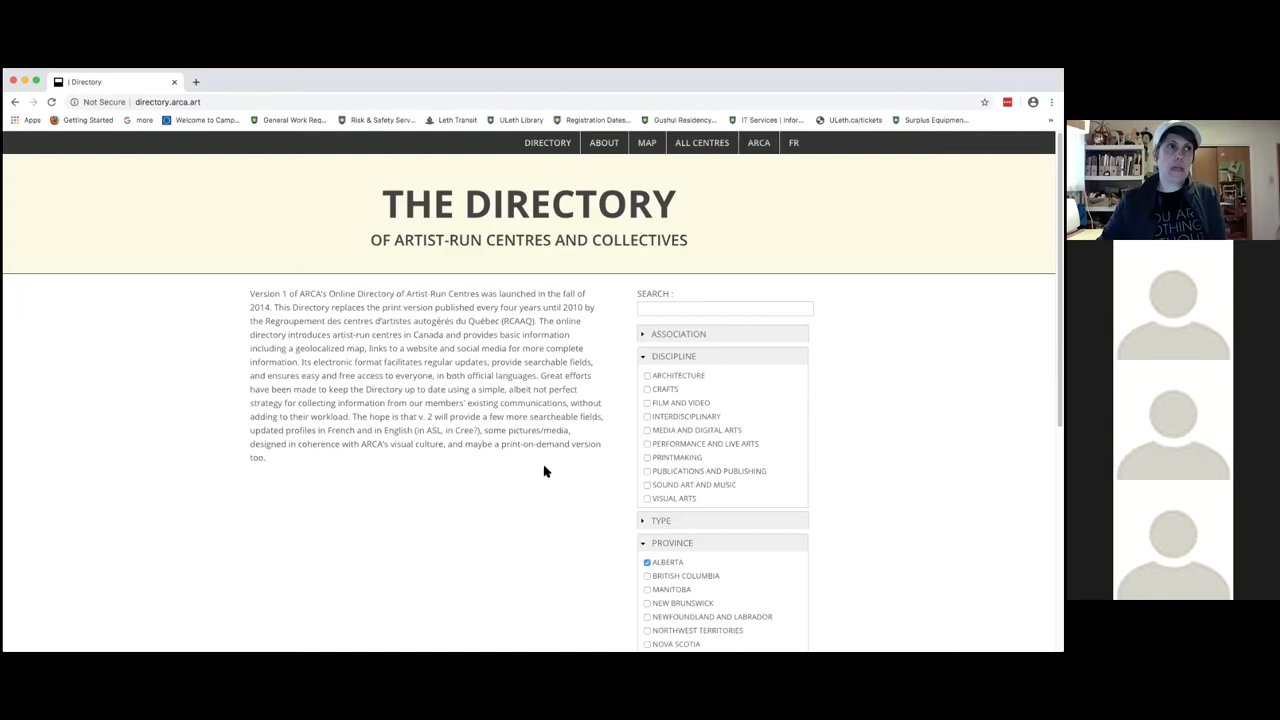 | Directory
Not Secure directory.arca.art
Apps Getting Started more Welcome to Camp... General Work Req... Risk & Safety Serv... Leth Transit ULeth Library Registration Dates... Gushul Residency... IT Services | Infor... ULeth.ca/tickets Surplus Equipmen...
DIRECTORY ABOUT MAP ALL CENTRES ARCA FR
THE DIRECTORY
OF ARTIST-RUN CENTRES AND COLLECTIVES
Version 1 of ARCA's Online Directory of Artist-Run Centres was launched in the fall of
2014. This Directory replaces the print version published every four years until 2010 by
the Regroupement des centres d'artistes autogérés du Québec (RCAAQ). The online
directory introduces artist-run centres in Canada and provides basic information
including a geolocalized map, links to a website and social media for more complete
information. Its electronic format facilitates regular updates, provide searchable fields,
and ensures easy and free access to everyone, in both official languages. Great efforts
have been made to keep the Directory up to date using a simple, albeit not perfect
strategy for collecting information from our members' existing communications, without
adding to their workload. The hope is that v. 2 will provide a few more searcheable fields,
updated profiles in French and in English (in ASL, in Cree?), some pictures/media,
designed in coherence with ARCA's visual culture, and maybe a print-on-demand version
too.
SEARCH :
ASSOCIATION
DISCIPLINE
ARCHITECTURE
CRAFTS
FILM AND VIDEO
INTERDISCIPLINARY
MEDIA AND DIGITAL ARTS
PERFORMANCE AND LIVE ARTS
PRINTMAKING
PUBLICATIONS AND PUBLISHING
SOUND ART AND MUSIC
VISUAL ARTS
TYPE
PROVINCE
ALBERTA
BRITISH COLUMBIA
MANITOBA
NEW BRUNSWICK
NEWFOUNDLAND AND LABRADOR
NORTHWEST TERRITORIES
NOVA SCOTIA
YOU ARE
NOTHING
WITHOUT